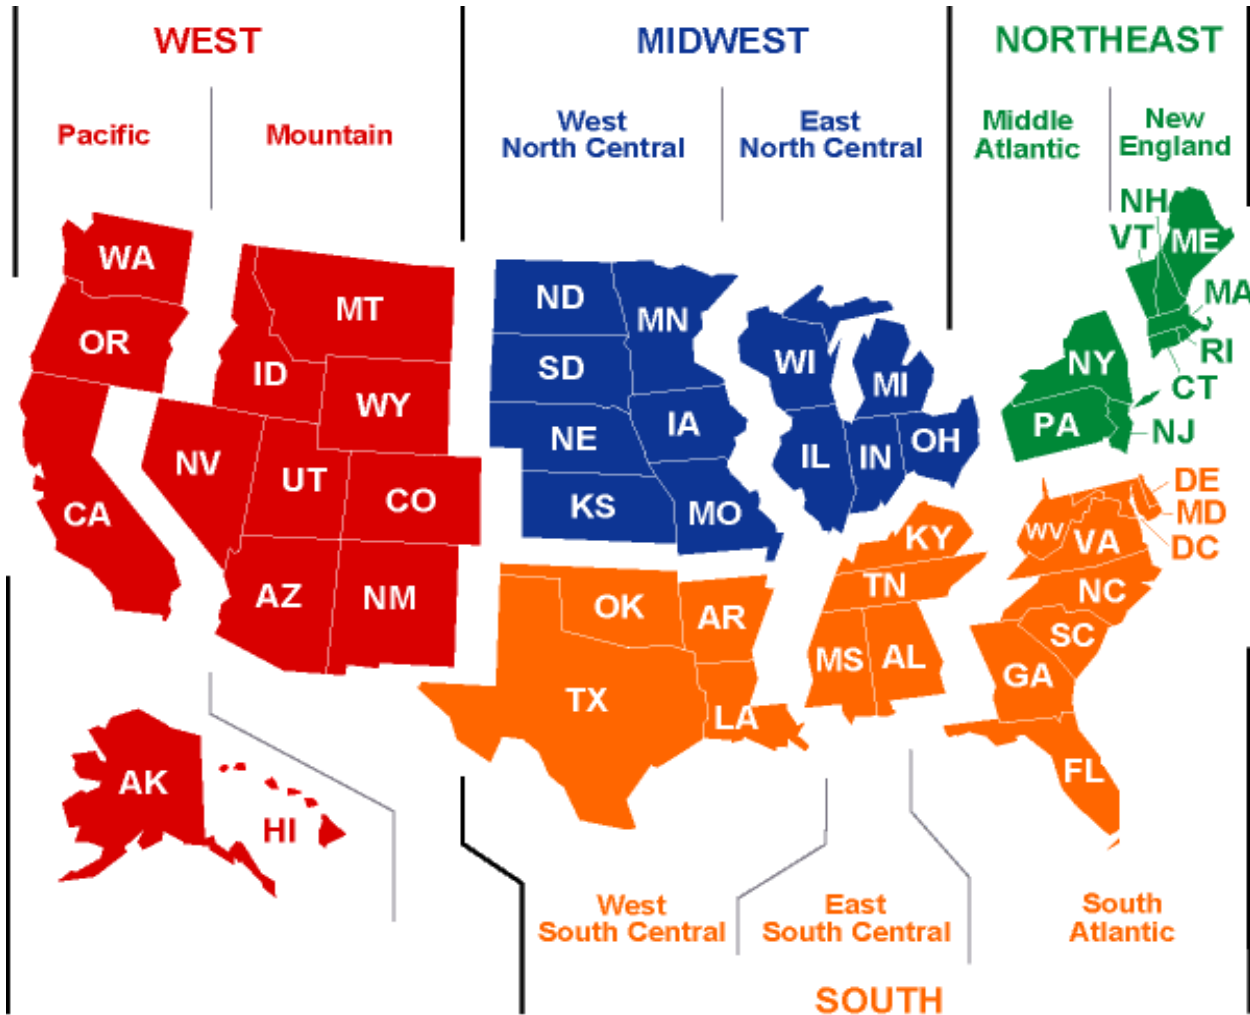 WEST
MIDWEST
NORTHEAST
Pacific
Mountain
West
North Central
East
North Central
Middle
Atlantic
New
England
NH
VT
ME
MA
RI
CT
NY
PA
NJ
WA
OR
CA
MT
ID
WY
NV
UT
CO
AZ
NM
AK
HI
ND
SD
NE
KS
MN
IA
MO
WI
MI
IL
IN
OH
OK
AR
TX
LA
KY
TN
MS
AL
DE
MD
DC
WV
VA
NC
SC
GA
FL
West
South Central
East
South Central
South
Atlantic
SOUTH